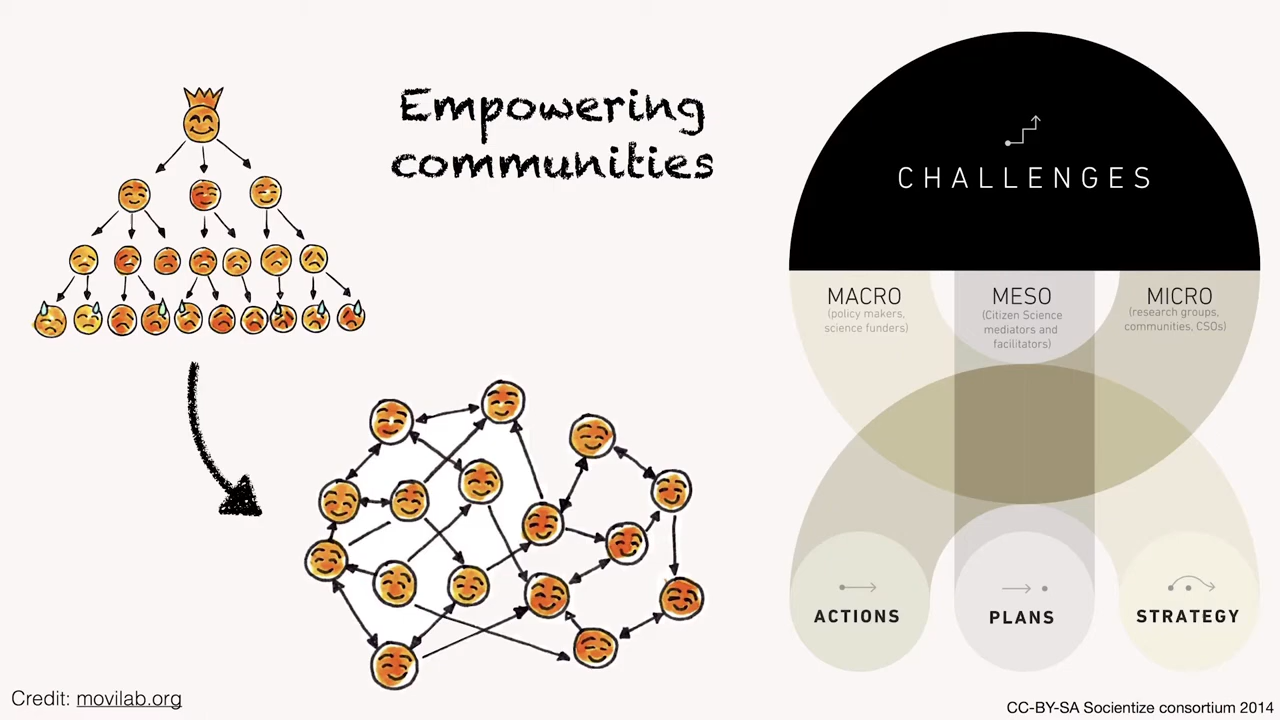 Empowering
communities
CHALLENGES
MACRO
(policy makers,
science funders)
MESO
(Citizen Science
mediators and
facilitators)
MICRO
(research groups,
communities, CSOs)
ACTIONS
PLANS
STRATEGY
Credit: movilab.org
CC-BY-SA Socientize consortium 2014